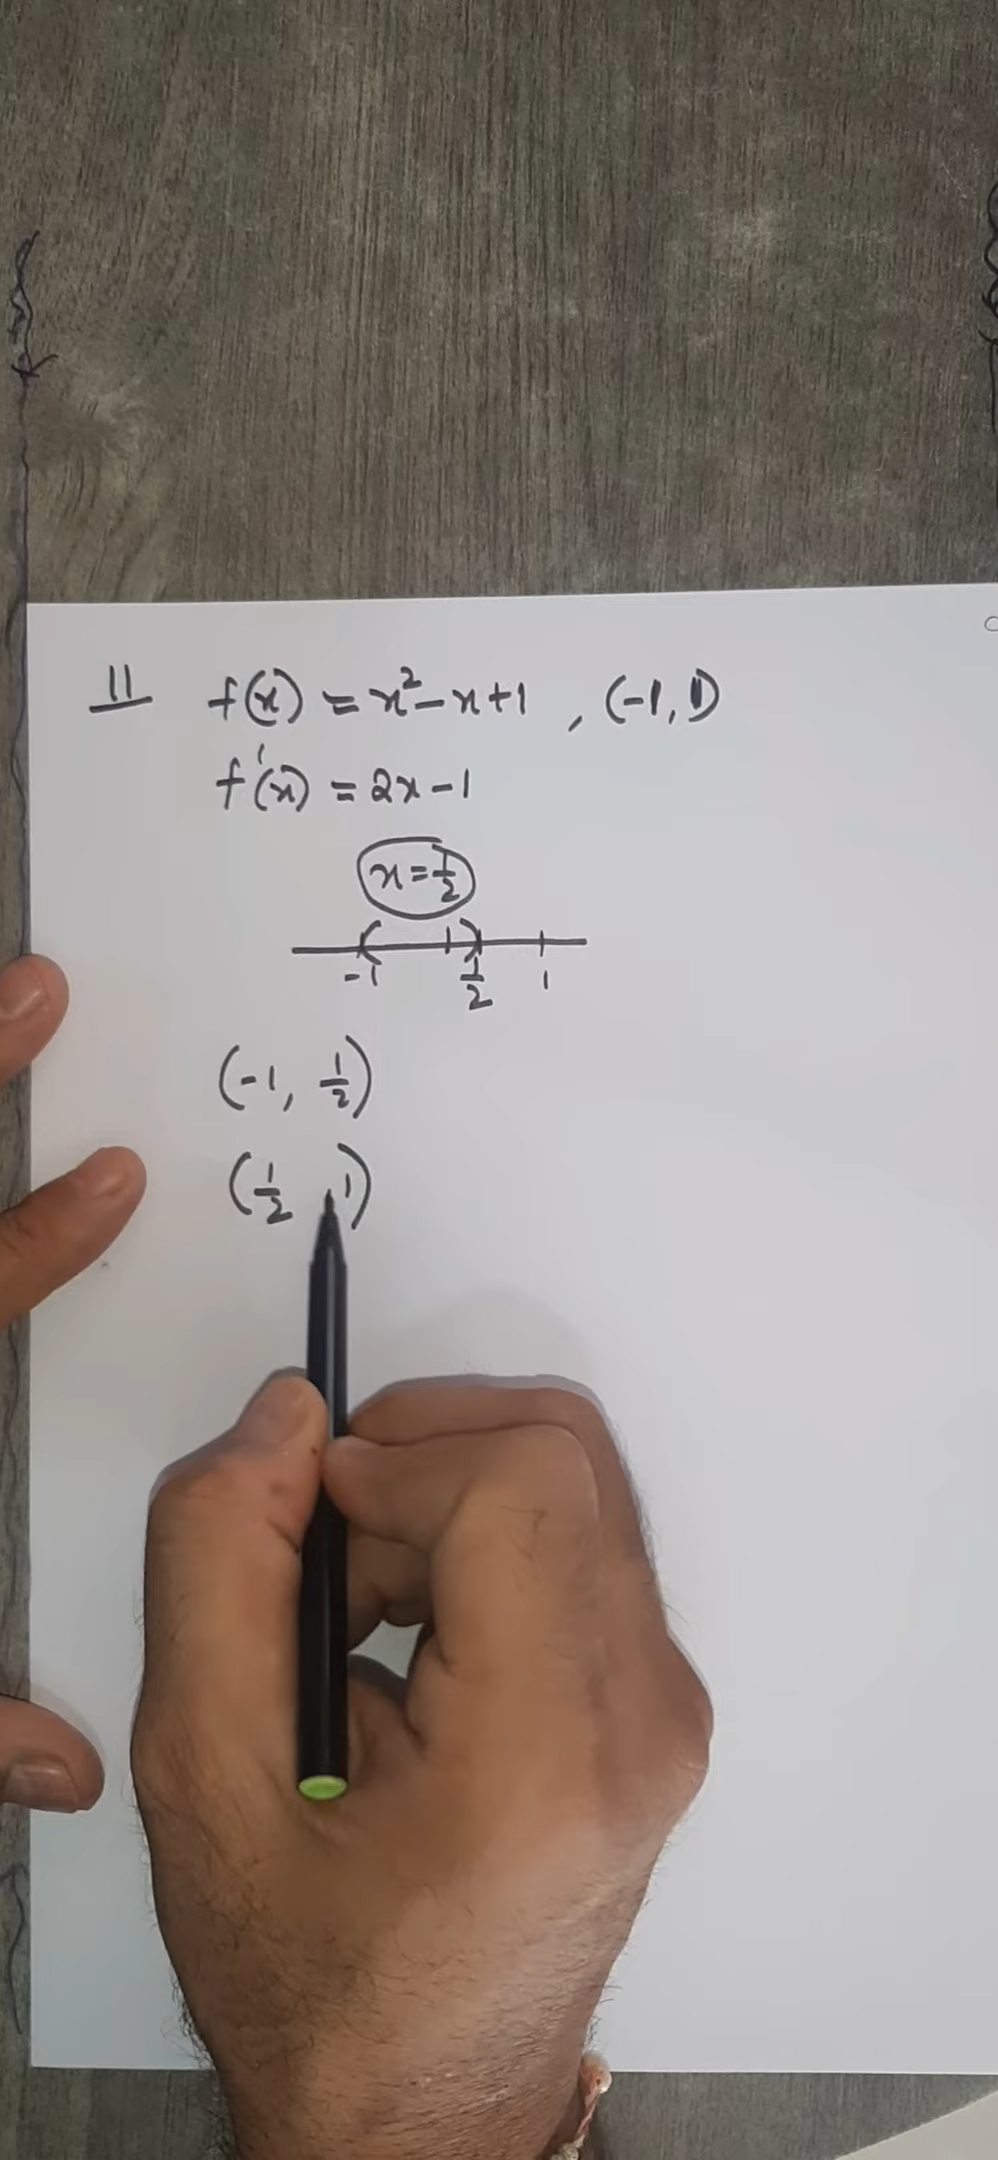 11 f(x) = x² - x + 1 , (-1, 1)
f'(x) = 2x - 1
x = 1/2
-1 1/2 1
(-1, 1/2)
(1/2 , 1)